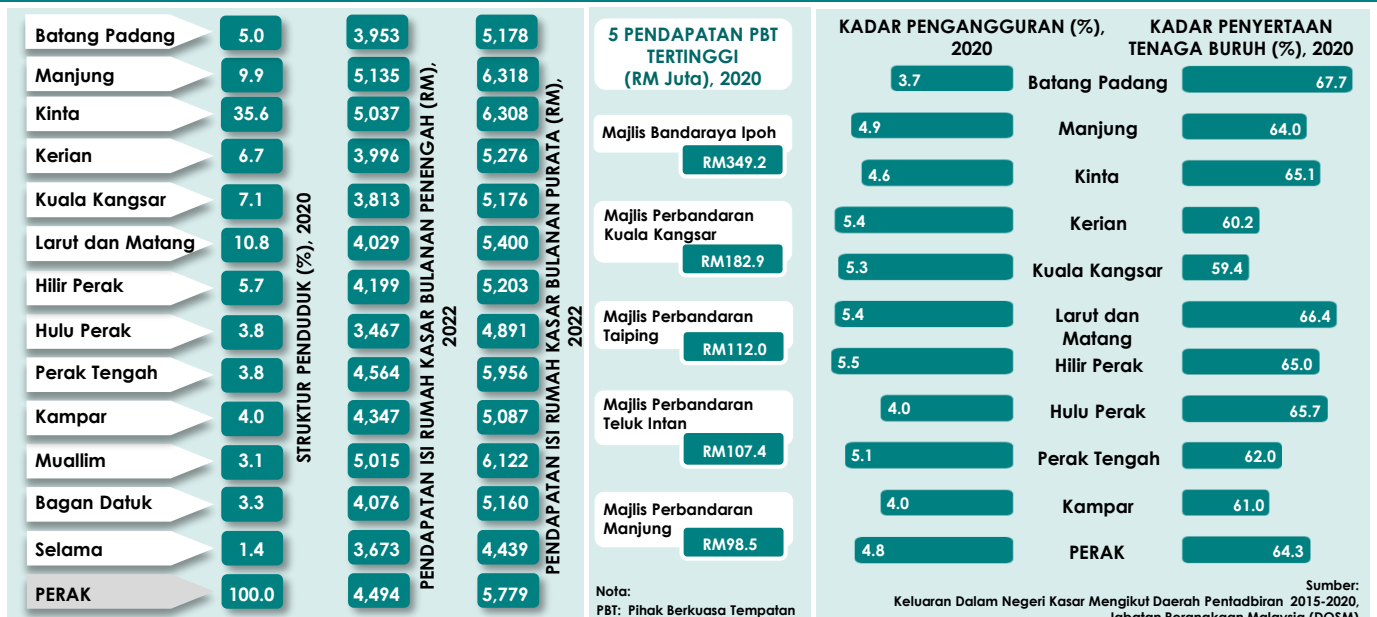 Batang Padang 5.0 3,953 5,178
Manjung 9.9 5,135 6,318
Kinta 35.6 5,037 6,308
Kerian 6.7 3,996 5,276
Kuala Kangsar 7.1 3,813 5,176
Larut dan Matang 10.8 4,029 5,400
Hilir Perak 5.7 4,199 5,203
Hulu Perak 3.8 3,467 4,891
Perak Tengah 3.8 4,564 5,956
Kampar 4.0 4,347 5,087
Muallim 3.1 5,015 6,122
Bagan Datuk 3.3 4,076 5,160
Selama 1.4 3,673 4,439
PERAK 100.0 4,494 5,779
STRUKTUR PENDUDUK (%), 2020
PENDAPATAN ISI RUMAH KASAR BULANAN PENENGAH (RM),
2022
PENDAPATAN ISI RUMAH KASAR BULANAN PURATA (RM),
2022
5 PENDAPATAN PBT
TERTINGGI
(RM Juta), 2020
Majlis Bandaraya Ipoh
RM349.2
Majlis Perbandaran
Kuala Kangsar
RM182.9
Majlis Perbandaran
Taiping
RM112.0
Majlis Perbandaran
Teluk Intan
RM107.4
Majlis Perbandaran
Manjung
RM98.5
Nota:
PBT: Pihak Berkuasa Tempatan
KADAR PENGANGGURAN (%),
2020
KADAR PENYERTAAN
TENAGA BURUH (%), 2020
3.7 Batang Padang 67.7
4.9 Manjung 64.0
4.6 Kinta 65.1
5.4 Kerian 60.2
5.3 Kuala Kangsar 59.4
5.4 Larut dan 66.4
Matang
5.5 Hilir Perak 65.0
4.0 Hulu Perak 65.7
5.1 Perak Tengah 62.0
4.0 Kampar 61.0
4.8 PERAK 64.3
Sumber:
Keluaran Dalam Negeri Kasar Mengikut Daerah Pentadbiran 2015-2020,
Jabatan Perangkaan Malaysia (DOSM)